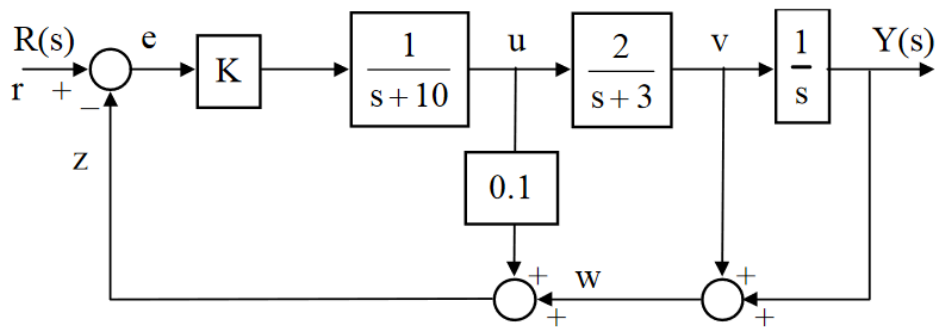 R(s)
r
+
−
e
K
1
s + 10
u
2
s + 3
v
1
s
Y(s)
z
0.1
+
+
w
+
+